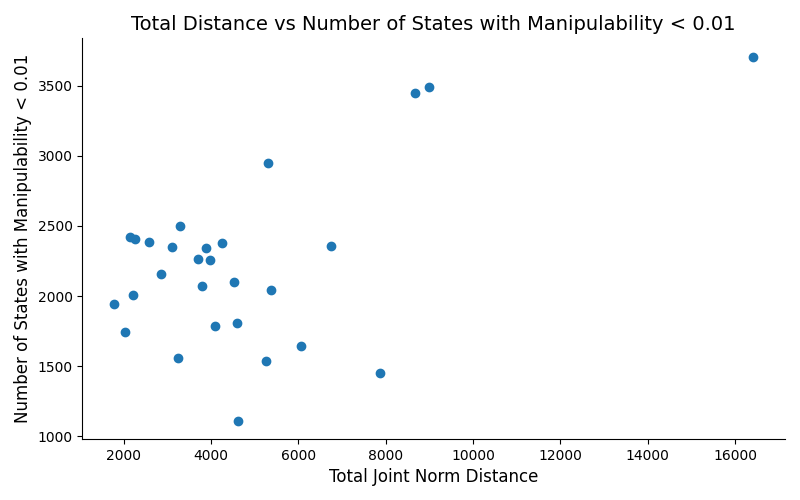 Total Distance vs Number of States with Manipulability < 0.01
Number of States with Manipulability < 0.01
3500
3000
2500
2000
1500
1000
2000 4000 6000 8000 10000 12000 14000 16000
Total Joint Norm Distance